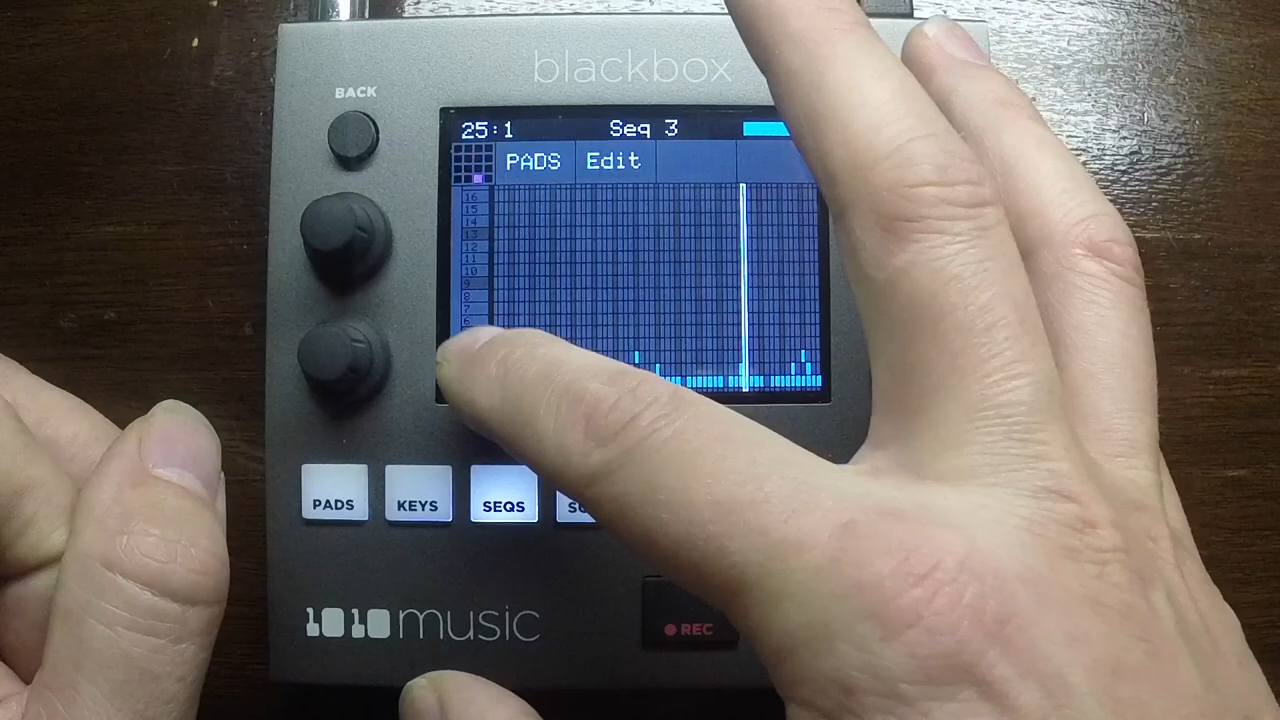 blackbox
BACK
25:1 Seq 3
PADS Edit
16
15
14
13
12
11
10
9
8
7
6
PADS KEYS SEQS
1010music
REC